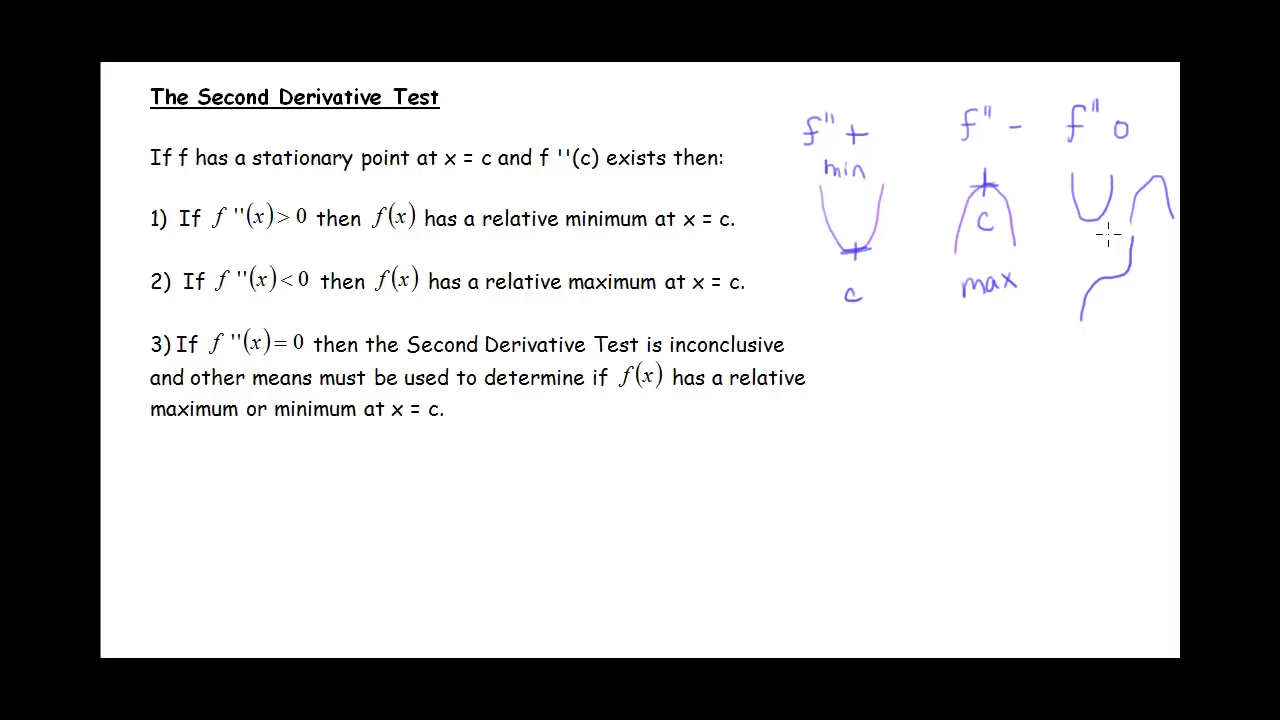 The Second Derivative Test
If f has a stationary point at x = c and f ''(c) exists then:
1) If f ''(x) > 0 then f(x) has a relative minimum at x = c.
2) If f ''(x) < 0 then f(x) has a relative maximum at x = c.
3) If f ''(x) = 0 then the Second Derivative Test is inconclusive
and other means must be used to determine if f(x) has a relative
maximum or minimum at x = c.
f'' +
min
c
f'' -
c
max
f'' 0